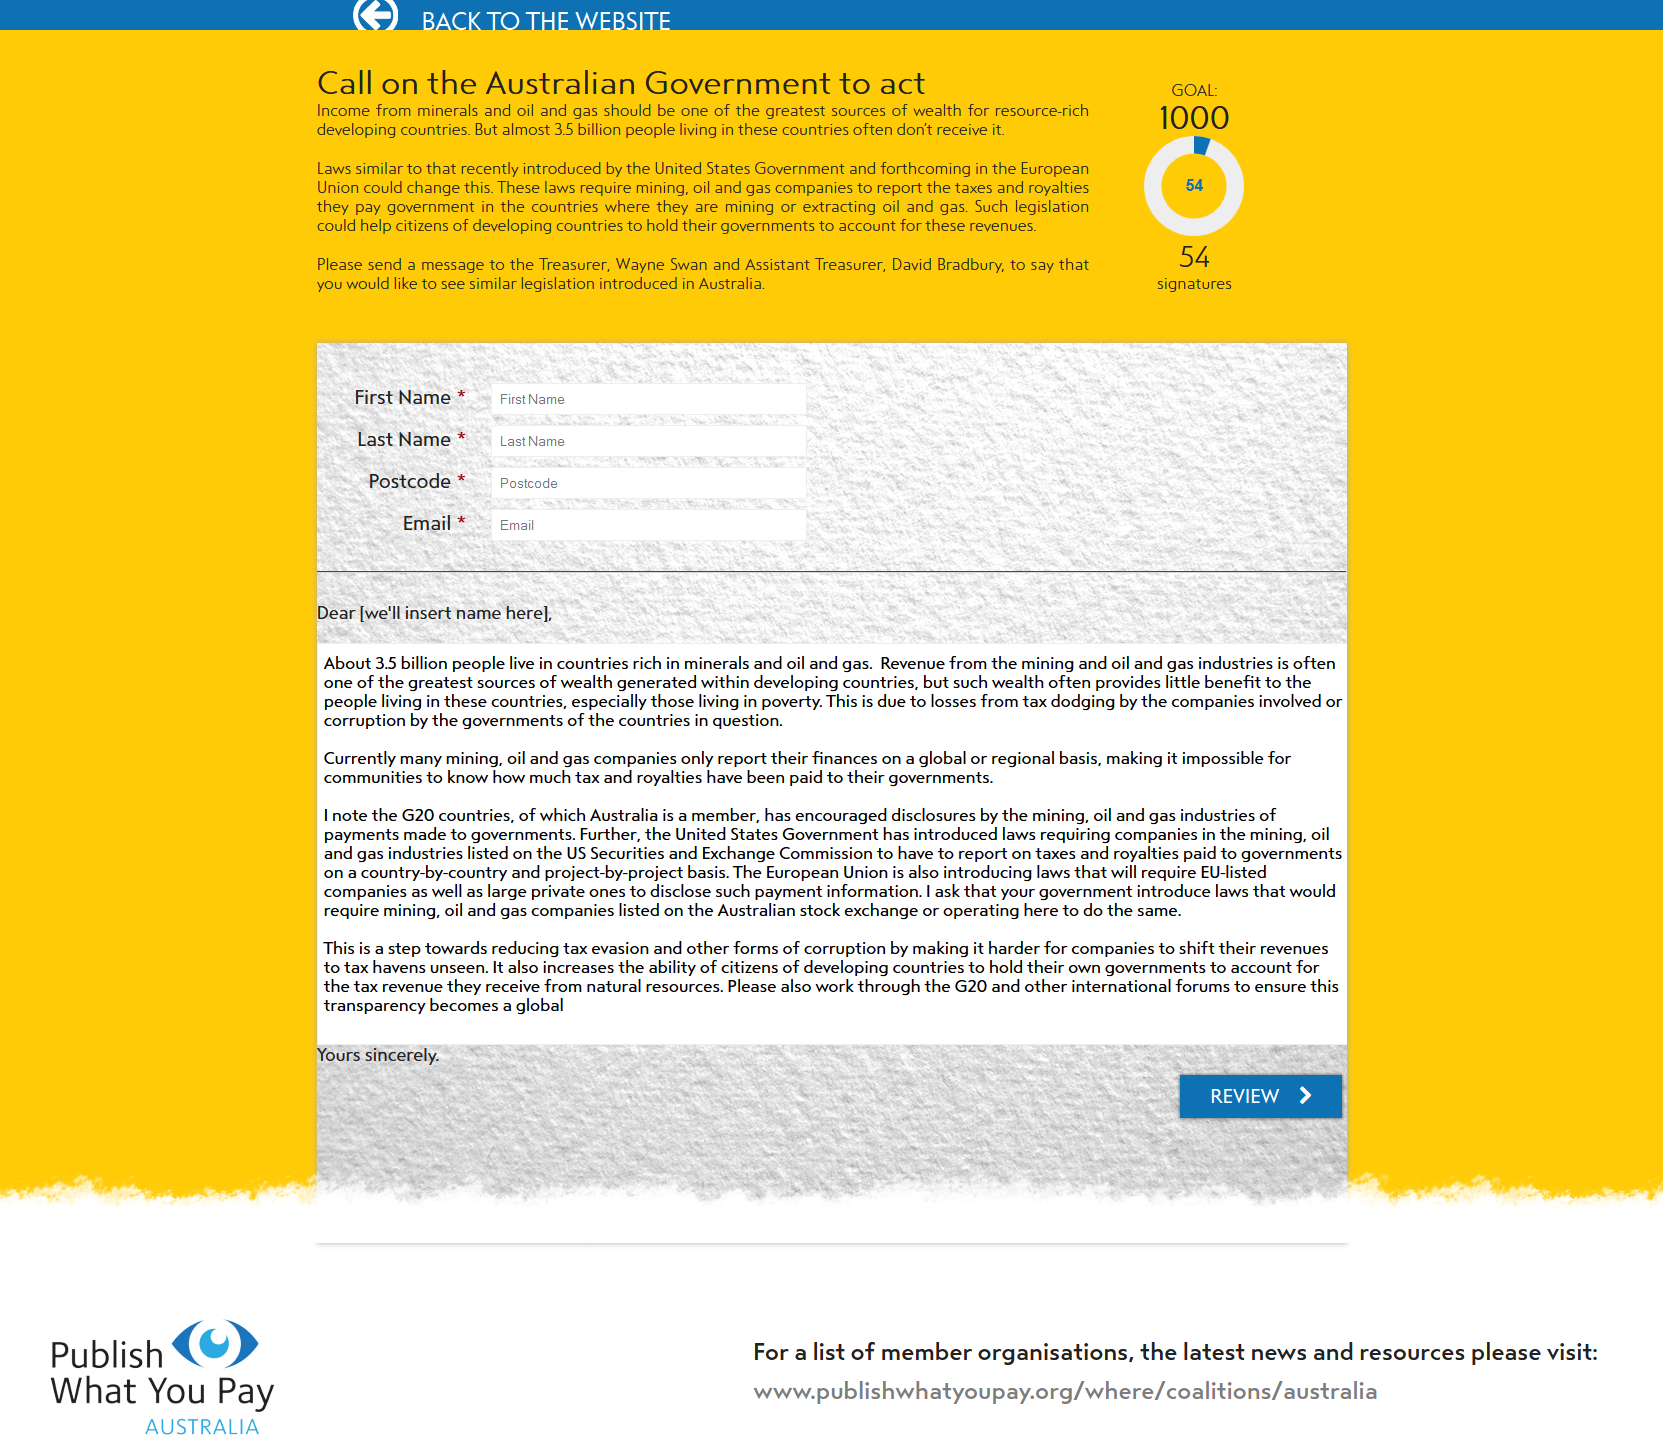 BACK TO THE WEBSITE
Call on the Australian Government to act
Income from minerals and oil and gas should be one of the greatest sources of wealth for resource-rich
developing countries. But almost 3.5 billion people living in these countries often don't receive it.
Laws similar to that recently introduced by the United States Government and forthcoming in the European
Union could change this. These laws require mining, oil and gas companies to report the taxes and royalties
they pay government in the countries where they are mining or extracting oil and gas. Such legislation
could help citizens of developing countries to hold their governments to account for these revenues.
Please send a message to the Treasurer, Wayne Swan and Assistant Treasurer, David Bradbury, to say that
you would like to see similar legislation introduced in Australia.
GOAL:
1000
54
54
signatures
First Name * First Name
Last Name * Last Name
Postcode * Postcode
Email * Email
Dear [we'll insert name here],
About 3.5 billion people live in countries rich in minerals and oil and gas.  Revenue from the mining and oil and gas industries is often
one of the greatest sources of wealth generated within developing countries, but such wealth often provides little benefit to the
people living in these countries, especially those living in poverty. This is due to losses from tax dodging by the companies involved or
corruption by the governments of the countries in question.
Currently many mining, oil and gas companies only report their finances on a global or regional basis, making it impossible for
communities to know how much tax and royalties have been paid to their governments.
I note the G20 countries, of which Australia is a member, has encouraged disclosures by the mining, oil and gas industries of
payments made to governments. Further, the United States Government has introduced laws requiring companies in the mining, oil
and gas industries listed on the US Securities and Exchange Commission to have to report on taxes and royalties paid to governments
on a country-by-country and project-by-project basis. The European Union is also introducing laws that will require EU-listed
companies as well as large private ones to disclose such payment information. I ask that your government introduce laws that would
require mining, oil and gas companies listed on the Australian stock exchange or operating here to do the same.
This is a step towards reducing tax evasion and other forms of corruption by making it harder for companies to shift their revenues
to tax havens unseen. It also increases the ability of citizens of developing countries to hold their own governments to account for
the tax revenue they receive from natural resources. Please also work through the G20 and other international forums to ensure this
transparency becomes a global
Yours sincerely.
REVIEW
Publish
What You Pay
AUSTRALIA
For a list of member organisations, the latest news and resources please visit:
www.publishwhatyoupay.org/where/coalitions/australia